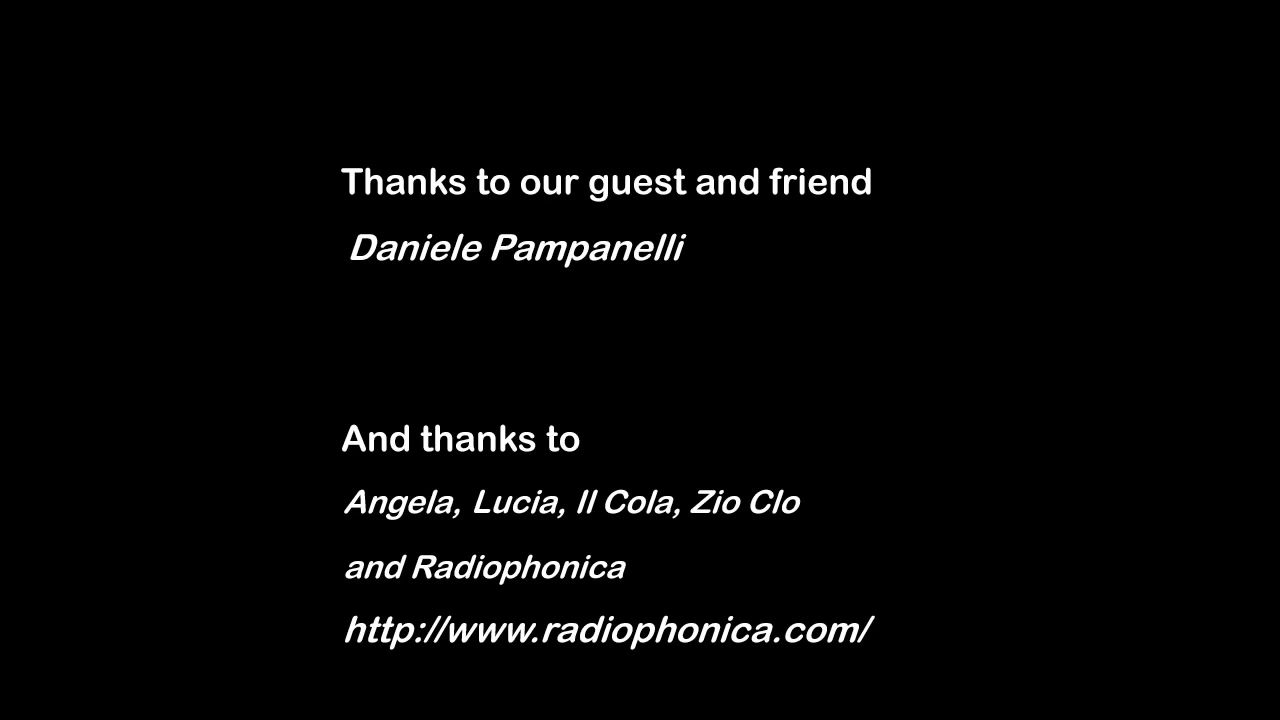 Thanks to our guest and friend
Daniele Pampanelli
And thanks to
Angela, Lucia, Il Cola, Zio Clo
and Radiophonica
http://www.radiophonica.com/